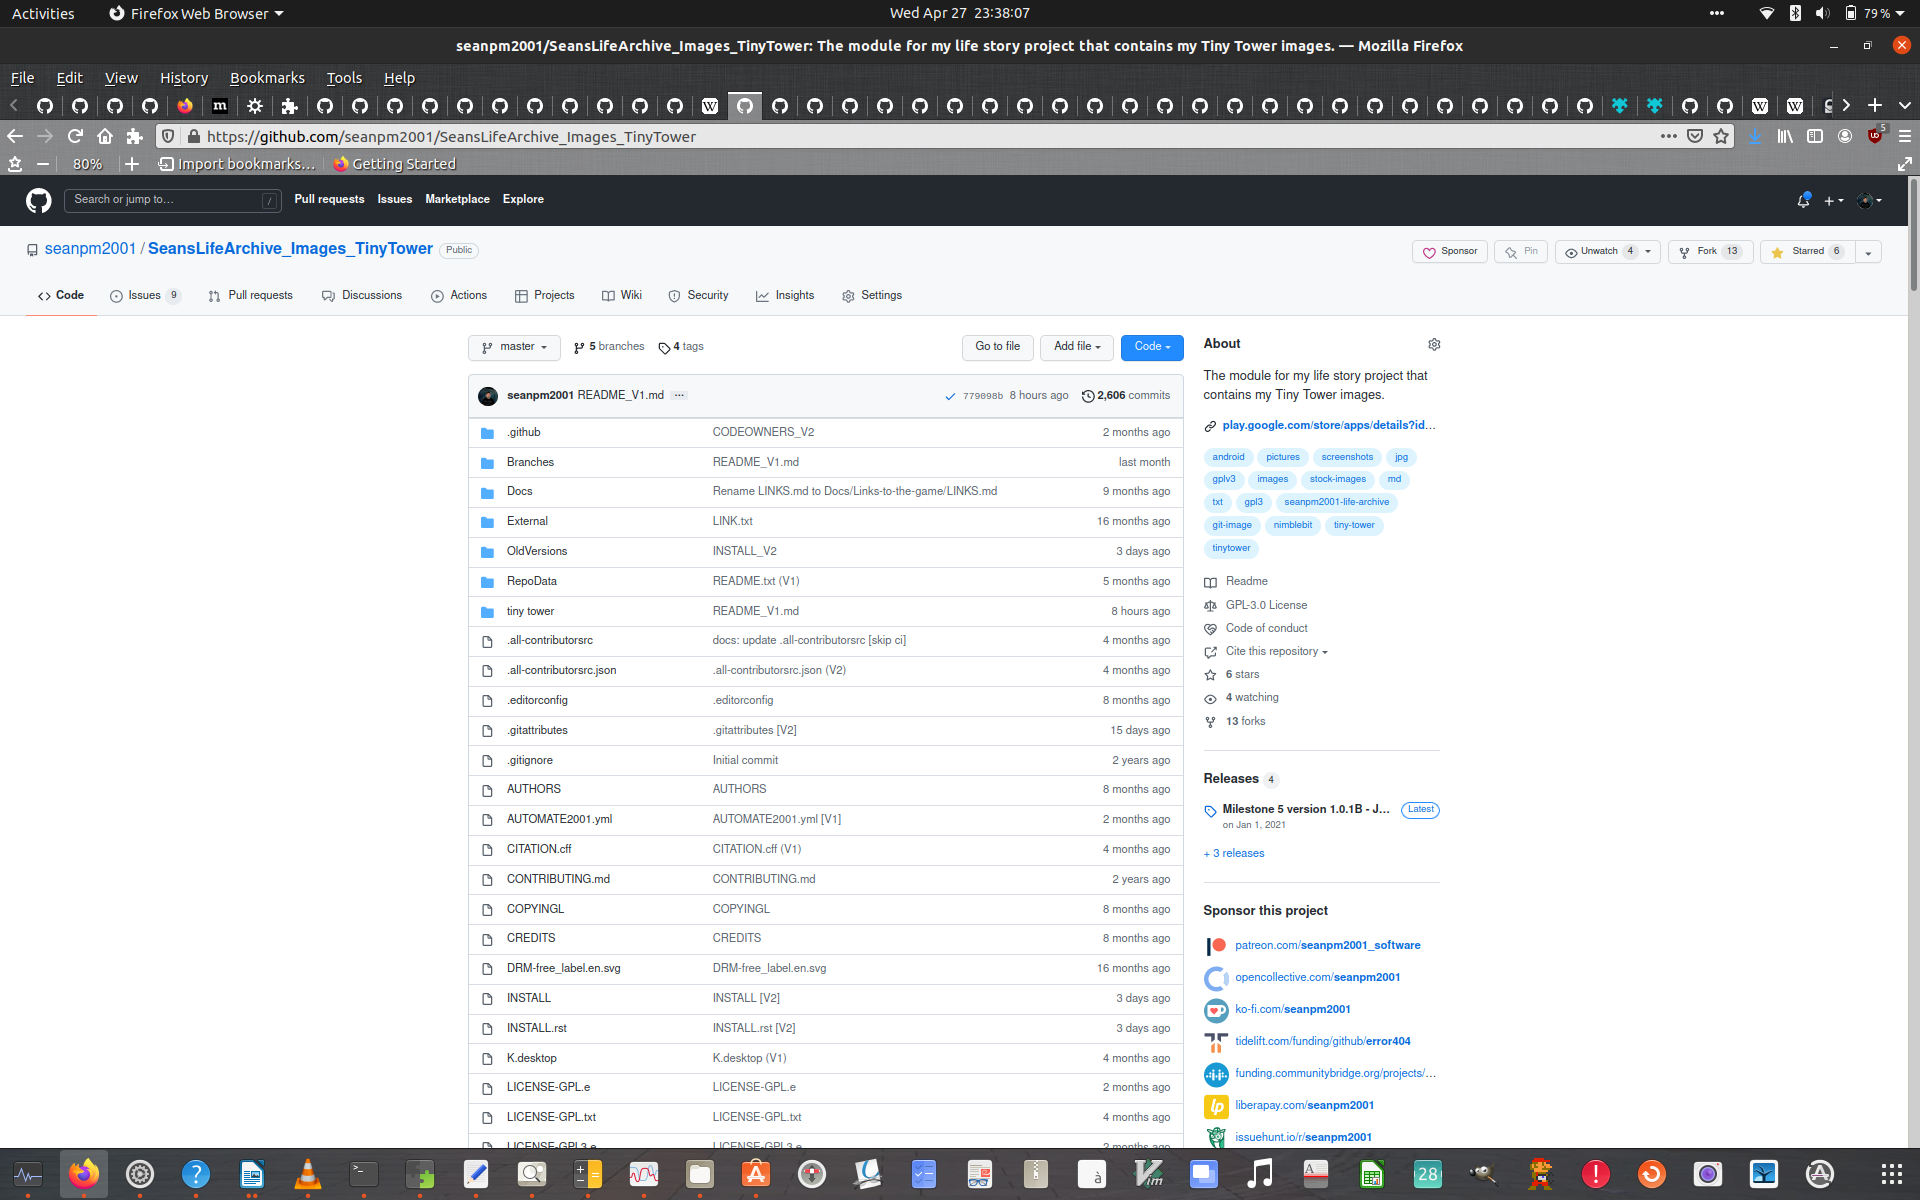 Activities
Firefox Web Browser
Wed Apr 27 23:38:07
79 %
seanpm2001/SeansLifeArchive_Images_TinyTower: The module for my life story project that contains my Tiny Tower images. — Mozilla Firefox
File Edit View History Bookmarks Tools Help
https://github.com/seanpm2001/SeansLifeArchive_Images_TinyTower
5
80%
Import bookmarks...
Getting Started
Search or jump to...
/
Pull requests Issues Marketplace Explore
seanpm2001 / SeansLifeArchive_Images_TinyTower Public
Sponsor Pin Unwatch 4 Fork 13 Starred 6
Code Issues 9 Pull requests Discussions Actions Projects Wiki Security Insights Settings
master 5 branches 4 tags Go to file Add file Code
seanpm2001 README_V1.md ... 779098b 8 hours ago 2,606 commits
.github CODEOWNERS_V2 2 months ago
Branches README_V1.md last month
Docs Rename LINKS.md to Docs/Links-to-the-game/LINKS.md 9 months ago
External LINK.txt 16 months ago
OldVersions INSTALL_V2 3 days ago
RepoData README.txt (V1) 5 months ago
tiny tower README_V1.md 8 hours ago
.all-contributorsrc docs: update .all-contributorsrc [skip ci] 4 months ago
.all-contributorsrc.json .all-contributorsrc.json (V2) 4 months ago
.editorconfig .editorconfig 8 months ago
.gitattributes .gitattributes [V2] 15 days ago
.gitignore Initial commit 2 years ago
AUTHORS AUTHORS 8 months ago
AUTOMATE2001.yml AUTOMATE2001.yml [V1] 2 months ago
CITATION.cff CITATION.cff (V1) 4 months ago
CONTRIBUTING.md CONTRIBUTING.md 2 years ago
COPYINGL COPYINGL 8 months ago
CREDITS CREDITS 8 months ago
DRM-free_label.en.svg DRM-free_label.en.svg 16 months ago
INSTALL INSTALL [V2] 3 days ago
INSTALL.rst INSTALL.rst [V2] 3 days ago
K.desktop K.desktop (V1) 4 months ago
LICENSE-GPL.e LICENSE-GPL.e 2 months ago
LICENSE-GPL.txt LICENSE-GPL.txt 4 months ago
LICENSE-GPL3.e LICENSE-GPL3.e 2 months ago
About
The module for my life story project that
contains my Tiny Tower images.
play.google.com/store/apps/details?id...
android pictures screenshots jpg
gplv3 images stock-images md
txt gpl3 seanpm2001-life-archive
git-image nimblebit tiny-tower
tinytower
Readme
GPL-3.0 License
Code of conduct
Cite this repository
6 stars
4 watching
13 forks
Releases 4
Milestone 5 version 1.0.1B - J... Latest
on Jan 1, 2021
+ 3 releases
Sponsor this project
patreon.com/seanpm2001_software
opencollective.com/seanpm2001
ko-fi.com/seanpm2001
tidelift.com/funding/github/error404
funding.communitybridge.org/projects/...
liberapay.com/seanpm2001
issuehunt.io/r/seanpm2001
28